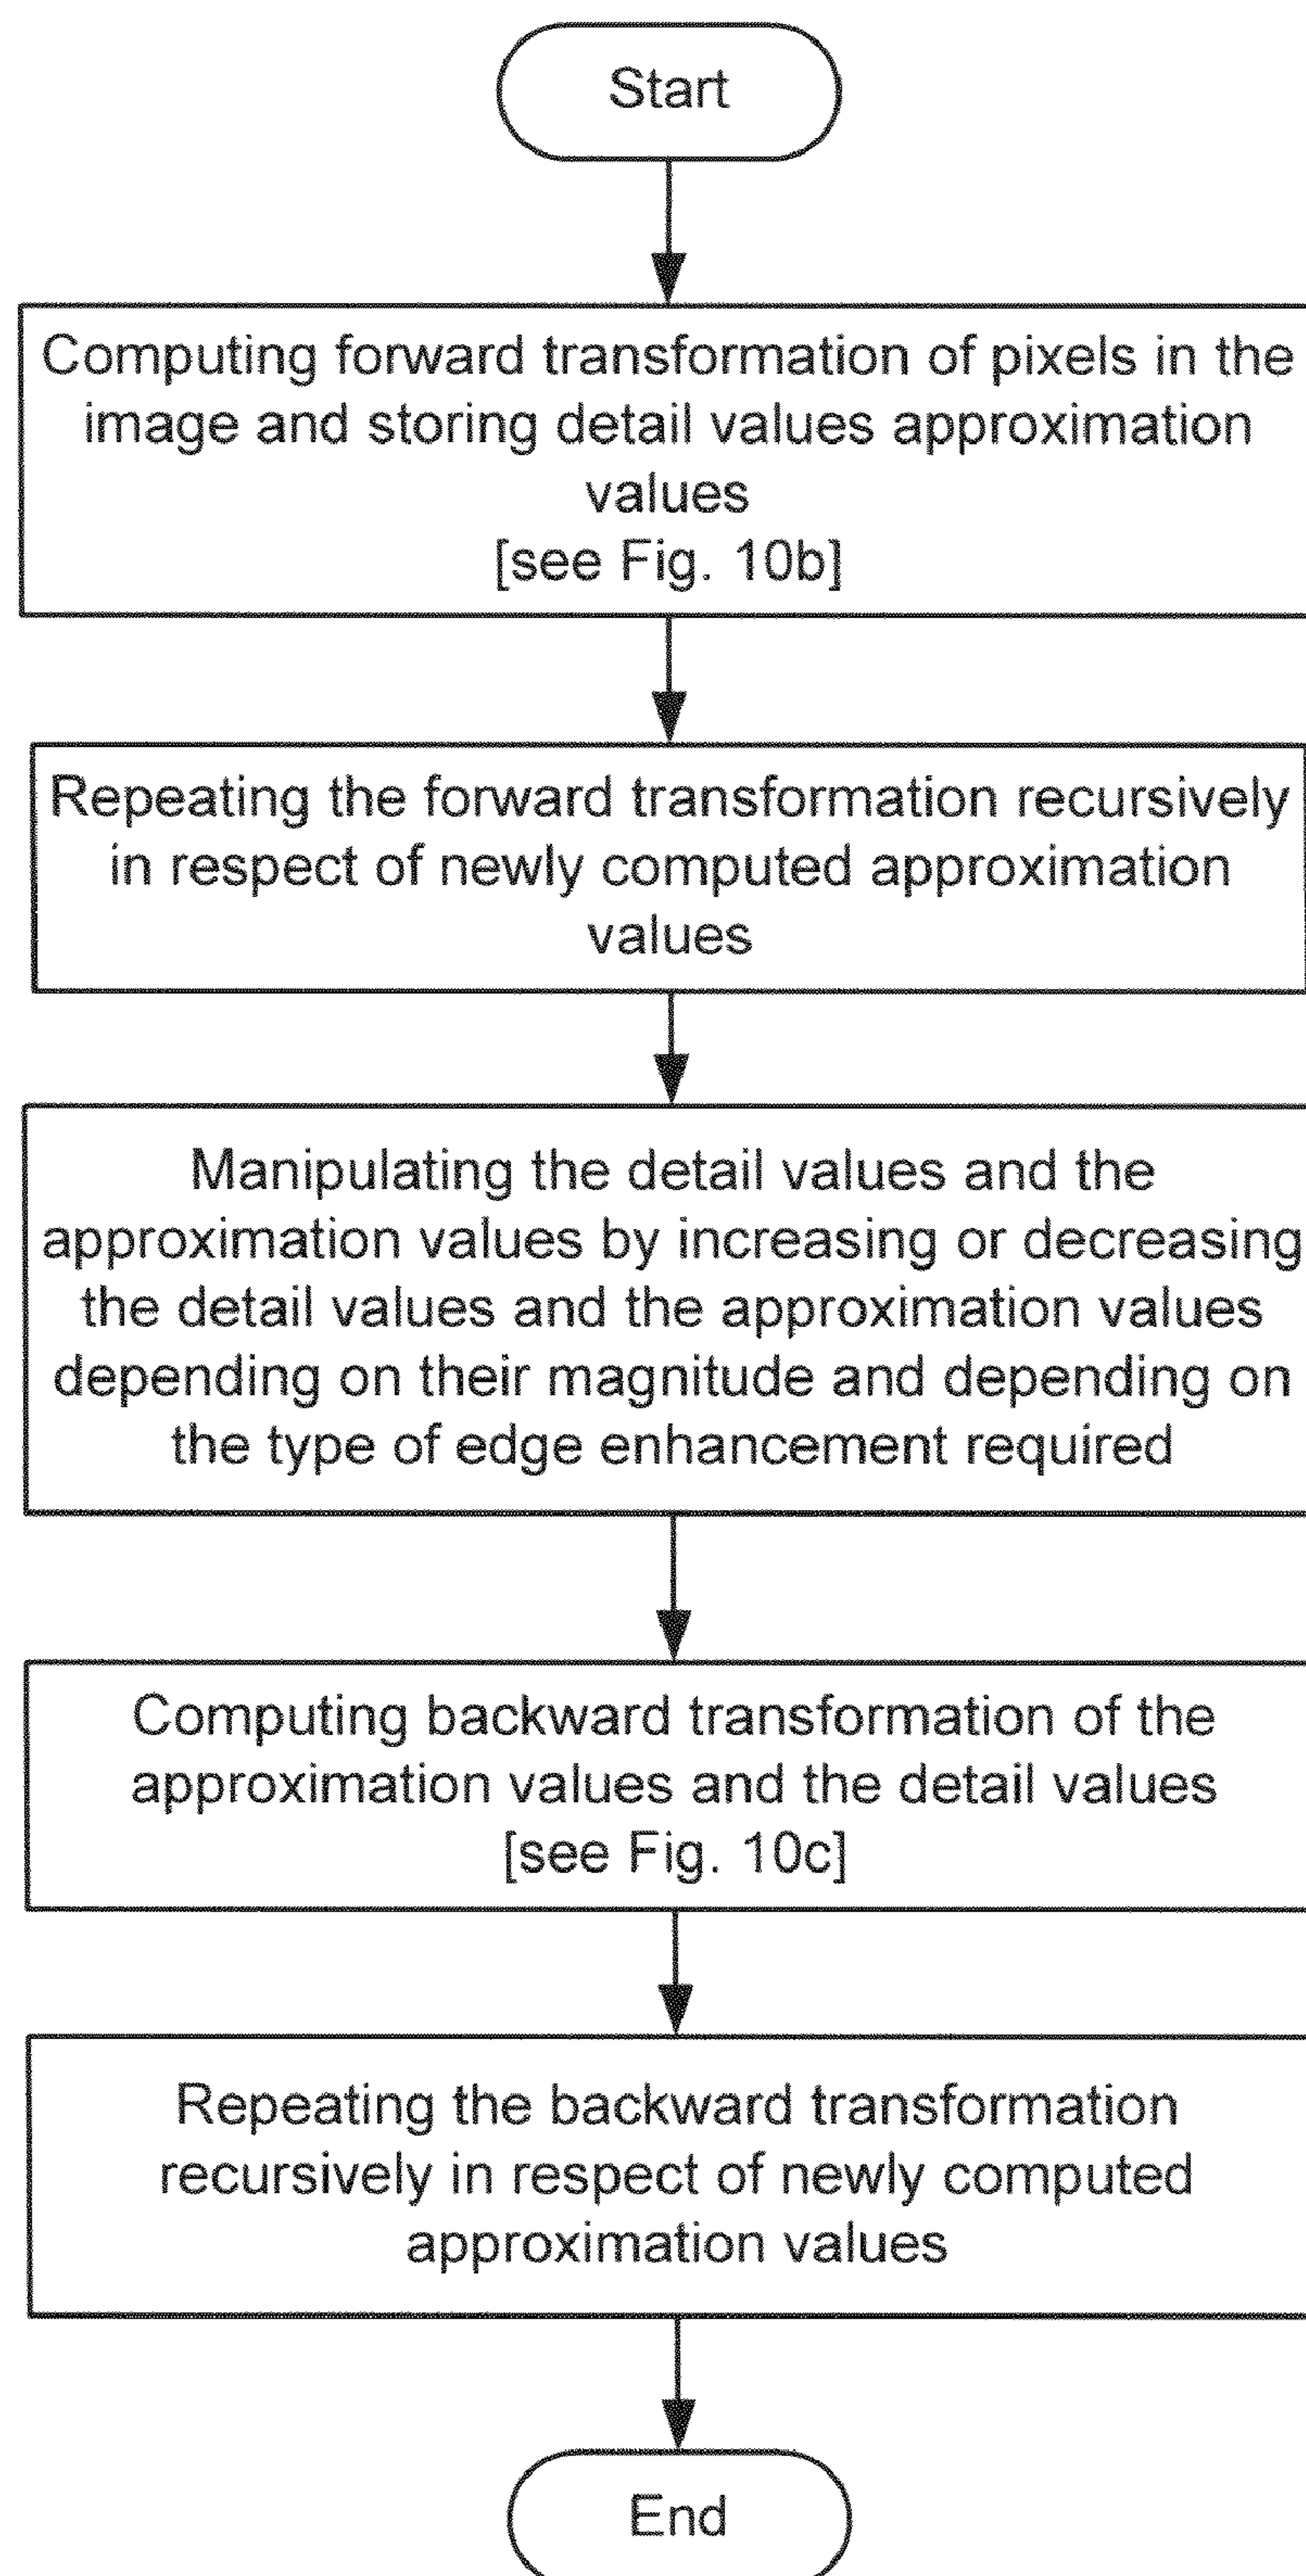 Start
Computing forward transformation of pixels in the
image and storing detail values approximation
values
[see Fig. 10b]
Repeating the forward transformation recursively
in respect of newly computed approximation
values
Manipulating the detail values and the
approximation values by increasing or decreasing
the detail values and the approximation values
depending on their magnitude and depending on
the type of edge enhancement required
Computing backward transformation of the
approximation values and the detail values
[see Fig. 10c]
Repeating the backward transformation
recursively in respect of newly computed
approximation values
End